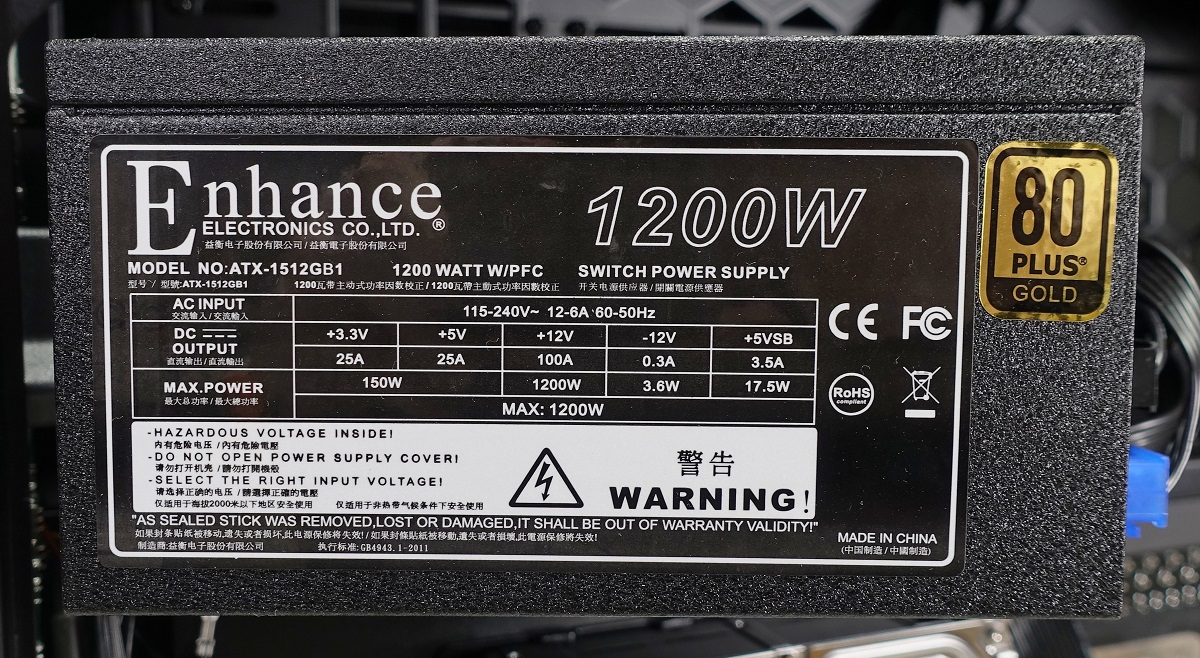 Enhance
ELECTRONICS CO.,LTD. ®
益衡电子股份有限公司 / 益衡電子股份有限公司
1200W
80
PLUS®
GOLD
MODEL NO:ATX-1512GB1 1200 WATT W/PFC SWITCH POWER SUPPLY
型号 / 型號:ATX-1512GB1 1200瓦带主动式功率因数校正 / 1200瓦帶主動式功率因數校正 开关电源供应器 / 開關電源供應器
AC INPUT 115-240V~ 12-6A 60-50Hz
交流输入 / 交流輸入
DC OUTPUT +3.3V +5V +12V -12V +5VSB
直流输出 / 直流輸出 25A 25A 100A 0.3A 3.5A
MAX.POWER 150W 1200W 3.6W 17.5W
最大总功率 / 最大總功率 MAX: 1200W
CE FC
RoHS
compliant
-HAZARDOUS VOLTAGE INSIDE!
内有危险电压 / 內有危險電壓
-DO NOT OPEN POWER SUPPLY COVER!
请勿打开机壳 / 請勿打開機殼
-SELECT THE RIGHT INPUT VOLTAGE!
请选择正确的电压 / 請選擇正確的電壓
仅适用于海拔2000米以下地区安全使用 仅适用于非热带气候条件下安全使用
警告
WARNING!
"AS SEALED STICK WAS REMOVED,LOST OR DAMAGED,IT SHALL BE OUT OF WARRANTY VALIDITY!"
如果封条贴纸被移动,遗失或者损坏,此电源保修将失效! / 如果封條貼紙被移動,遺失或者損壞,此電源保修將失效!
制造商:益衡电子股份有限公司 执行标准:GB4943.1-2011
MADE IN CHINA
(中国制造 / 中國制造)